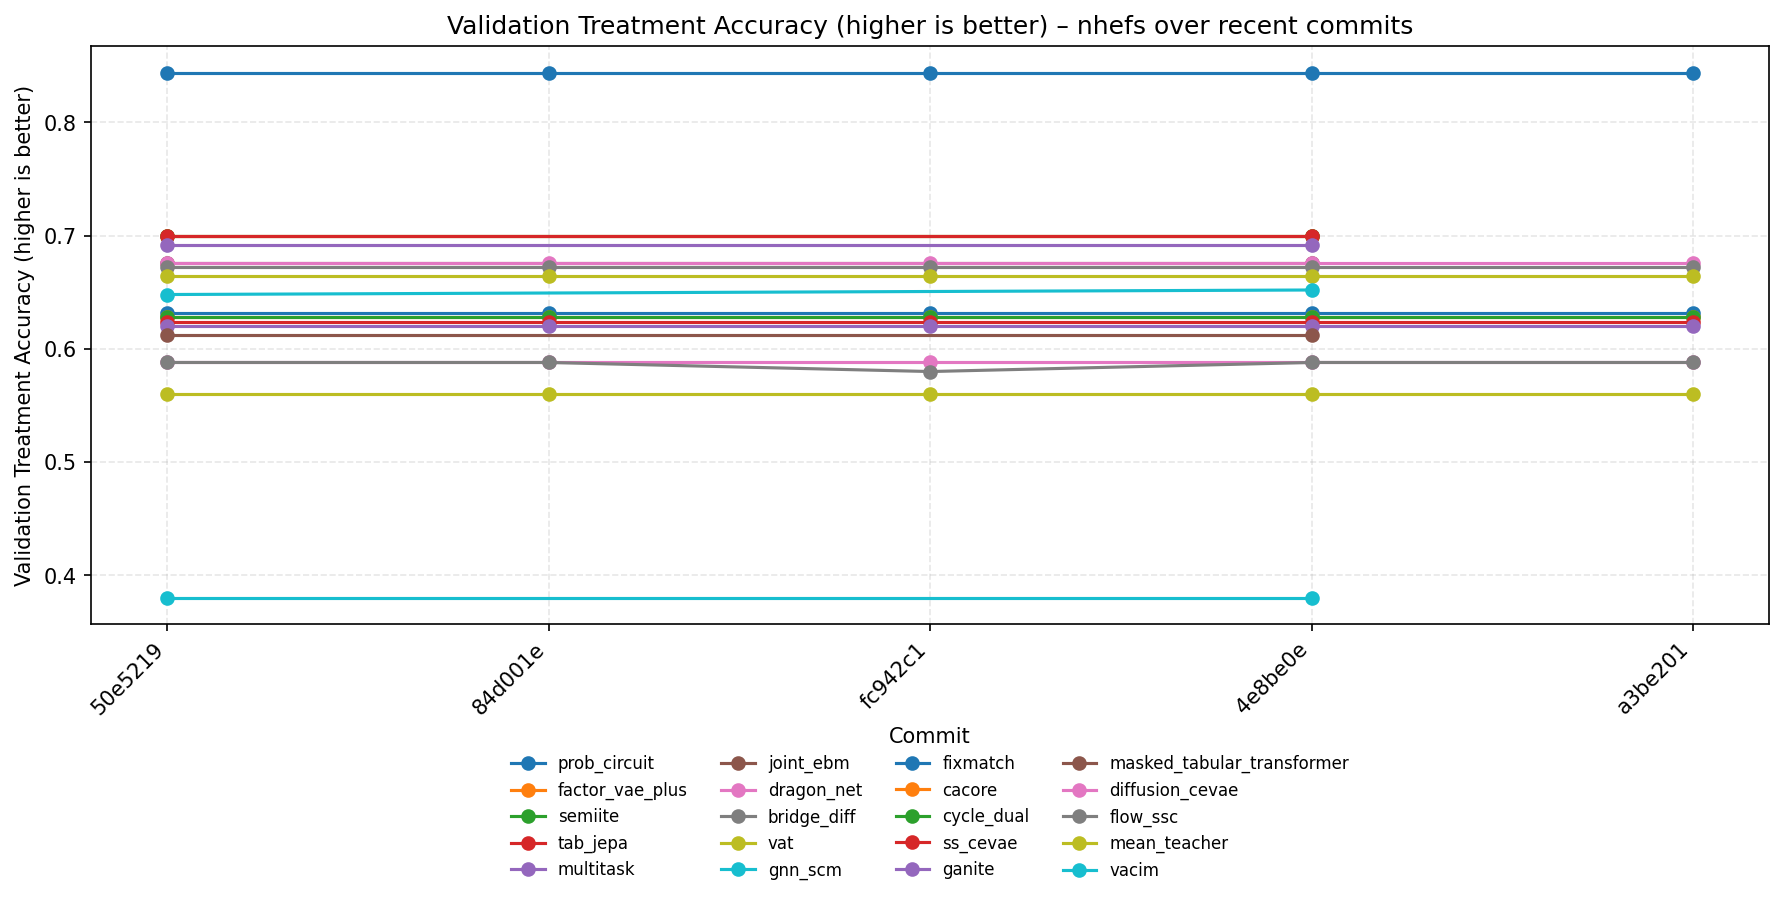 Validation Treatment Accuracy (higher is better) – nhefs over recent commits
Validation Treatment Accuracy (higher is better)
0.8
0.7
0.6
0.5
0.4
50e5219
84d001e
fc942c1
4e8be0e
a3be201
Commit
prob_circuit
factor_vae_plus
semiite
tab_jepa
multitask
joint_ebm
dragon_net
bridge_diff
vat
gnn_scm
fixmatch
cacore
cycle_dual
ss_cevae
ganite
masked_tabular_transformer
diffusion_cevae
flow_ssc
mean_teacher
vacim